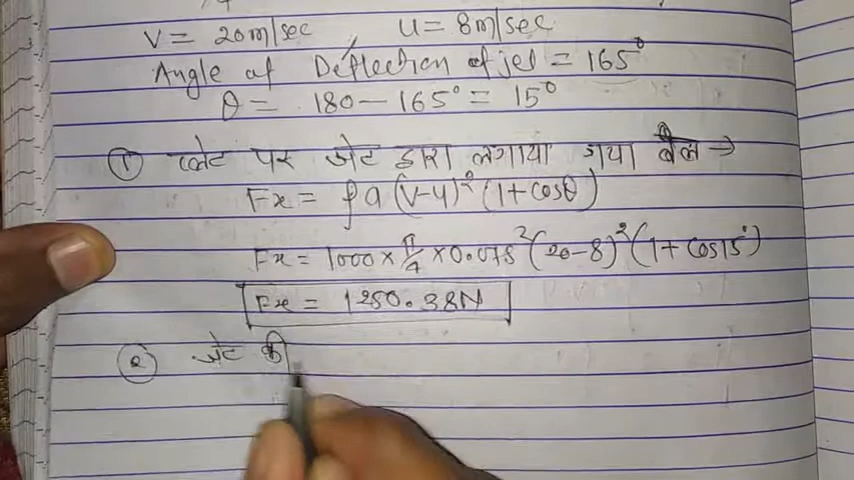 V = 20m/sec, u = 8m/sec
Angle of Deflection of jet = 165°
θ = 180 - 165° = 15°
① प्लेट पर जेट द्वारा लगाया गया बल →
Fx = ρa(V-u)² (1+cosθ)
Fx = 1000 × π/4 × 0.075² (20-8)² (1+ cos15°)
Fx = 1250.38N
② जेट की